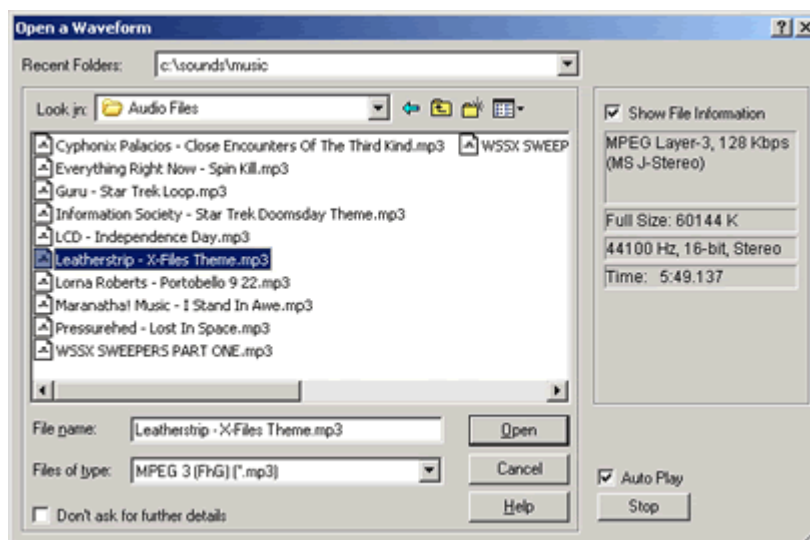 Open a Waveform
Recent Folders: c:\sounds\music
Look in: Audio Files
Cyphonix Palacios - Close Encounters Of The Third Kind.mp3
Everything Right Now - Spin Kill.mp3
Guru - Star Trek Loop.mp3
Information Society - Star Trek Doomsday Theme.mp3
LCD - Independence Day.mp3
Leatherstrip - X-Files Theme.mp3
Lorna Roberts - Portobello 9 22.mp3
Maranatha! Music - I Stand In Awe.mp3
Pressurehed - Lost In Space.mp3
WSSX SWEEPERS PART ONE.mp3
WSSX SWEEP
File name: Leatherstrip - X-Files Theme.mp3
Files of type: MPEG 3 (FhG) (*.mp3)
Don't ask for further details
Open
Cancel
Help
Show File Information
MPEG Layer-3, 128 Kbps
(MS J-Stereo)
Full Size: 60144 K
44100 Hz, 16-bit, Stereo
Time: 5:49.137
Auto Play
Stop